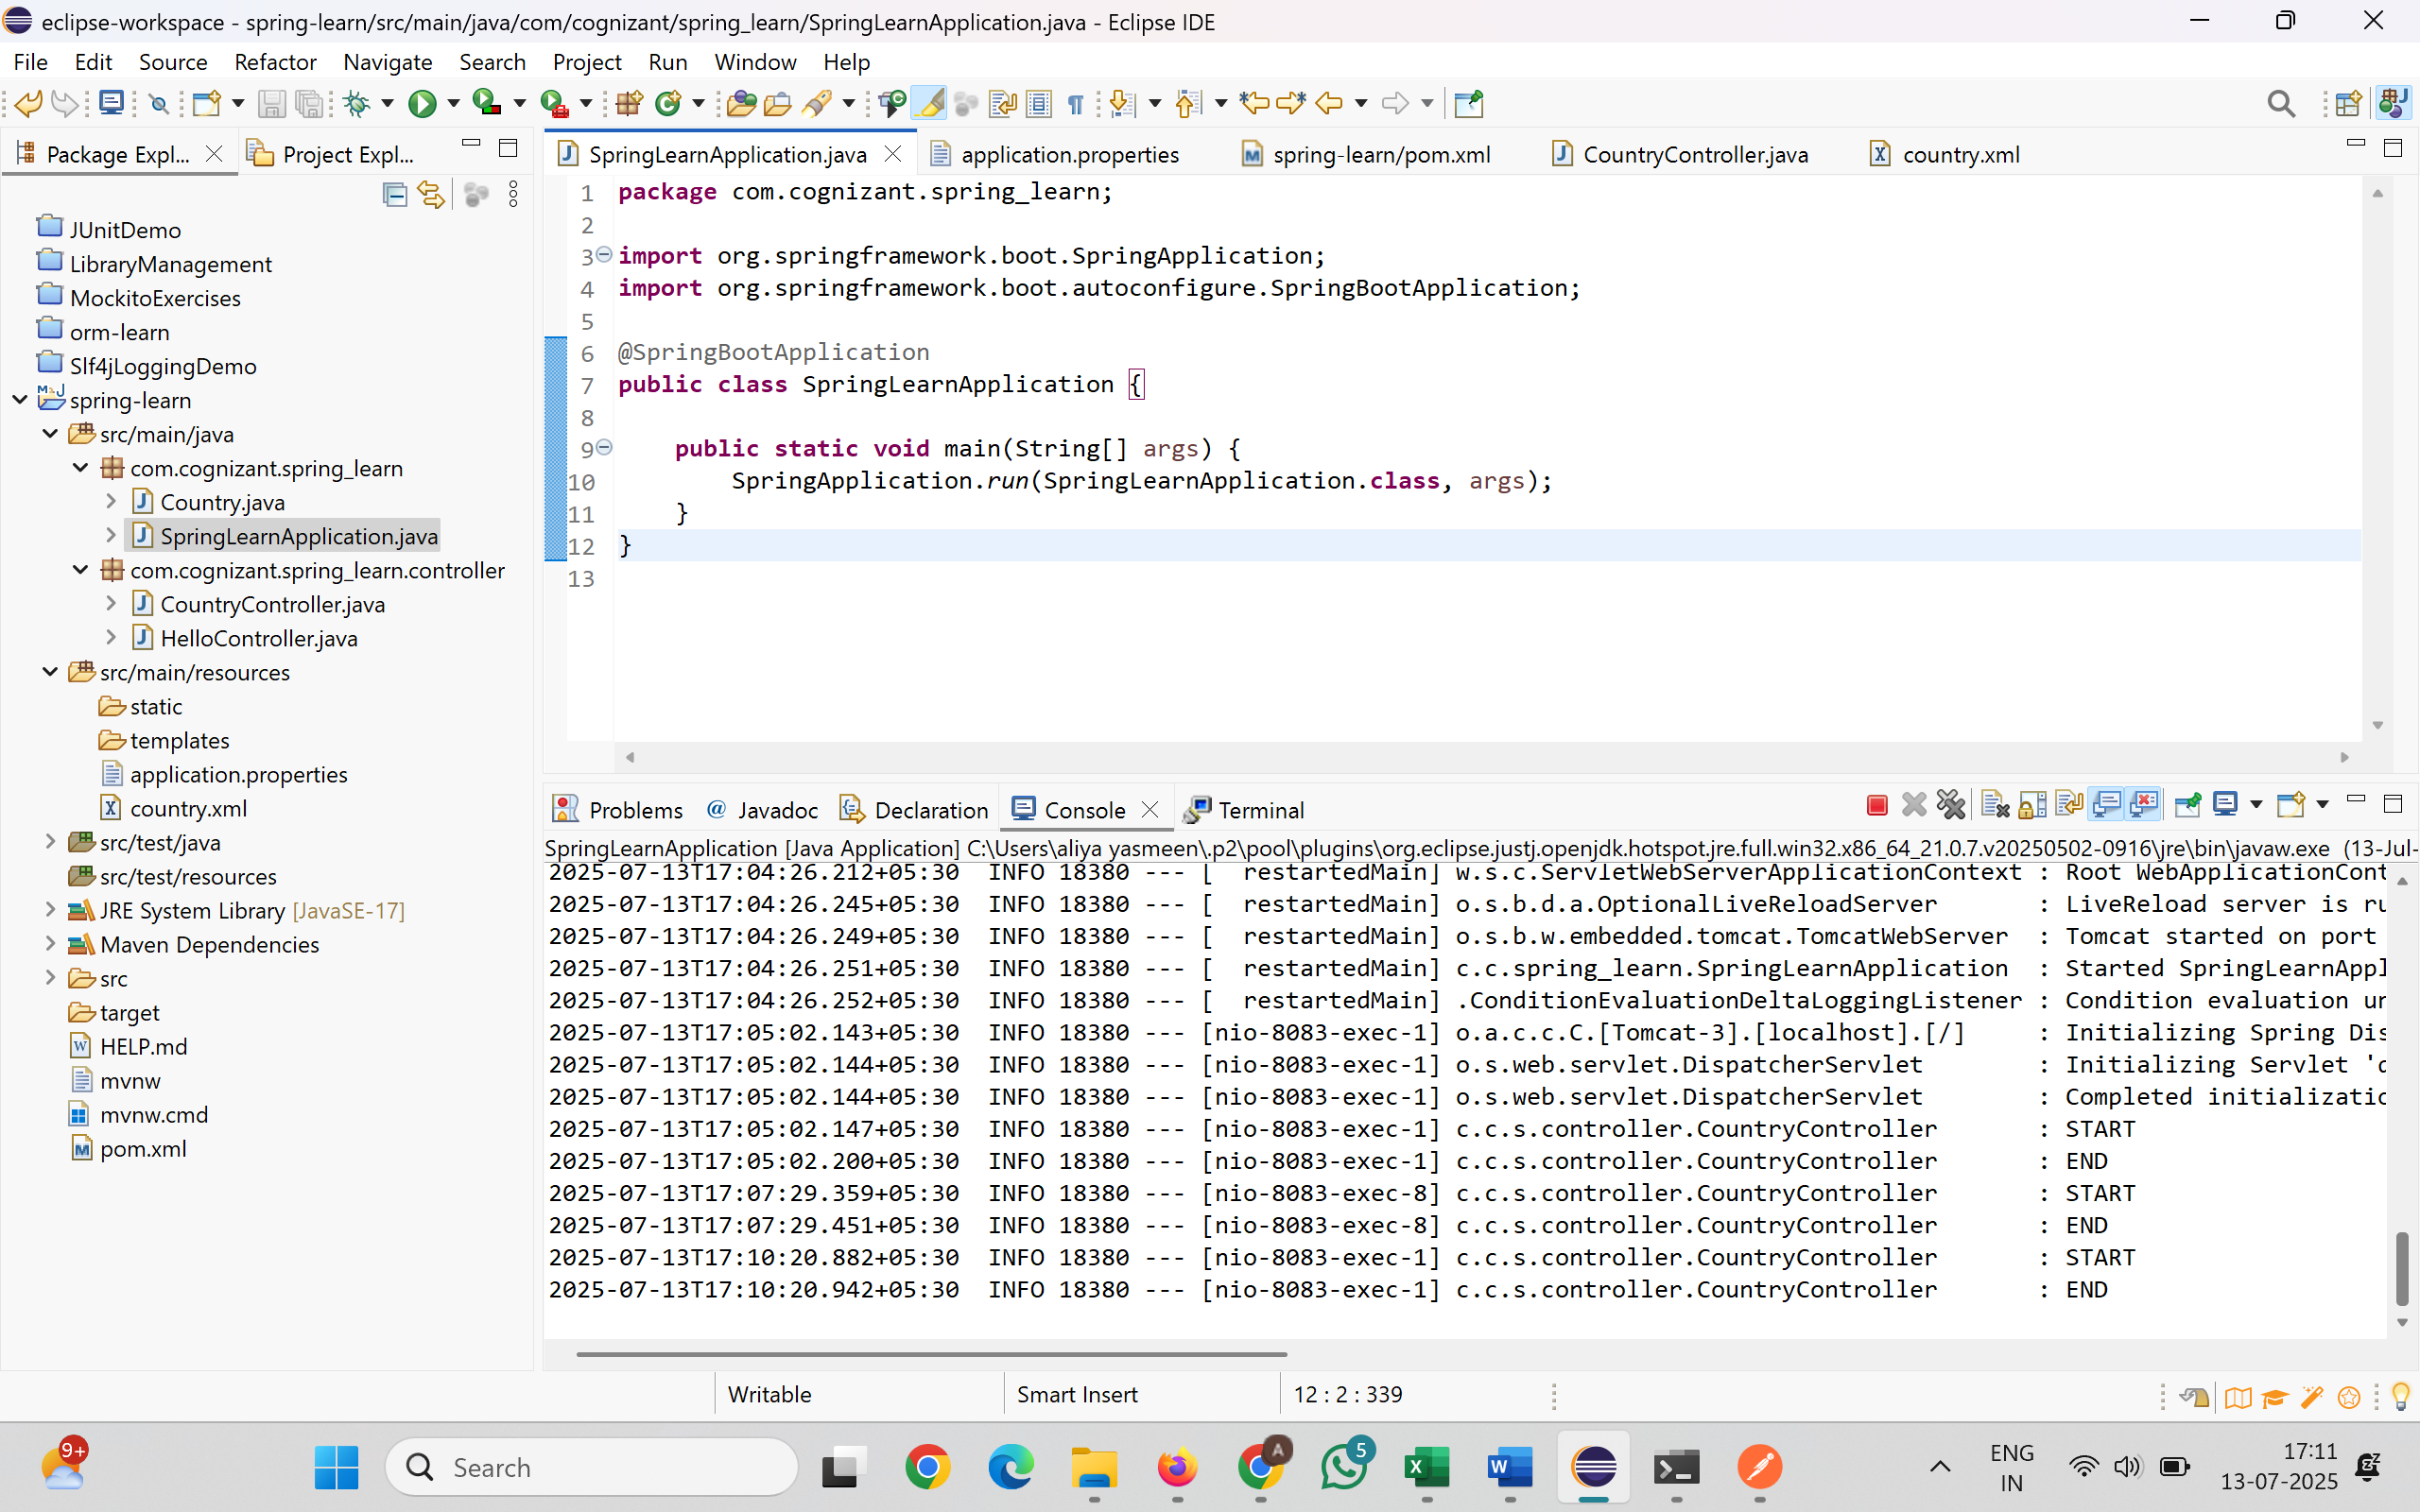 eclipse-workspace - spring-learn/src/main/java/com/cognizant/spring_learn/SpringLearnApplication.java - Eclipse IDE
File Edit Source Refactor Navigate Search Project Run Window Help
Package Expl... Project Expl...
JUnitDemo
LibraryManagement
MockitoExercises
orm-learn
Slf4jLoggingDemo
spring-learn
src/main/java
com.cognizant.spring_learn
Country.java
SpringLearnApplication.java
com.cognizant.spring_learn.controller
CountryController.java
HelloController.java
src/main/resources
static
templates
application.properties
country.xml
src/test/java
src/test/resources
JRE System Library [JavaSE-17]
Maven Dependencies
src
target
HELP.md
mvnw
mvnw.cmd
pom.xml
SpringLearnApplication.java application.properties spring-learn/pom.xml CountryController.java country.xml
1 package com.cognizant.spring_learn;
2
3 import org.springframework.boot.SpringApplication;
4 import org.springframework.boot.autoconfigure.SpringBootApplication;
5
6 @SpringBootApplication
7 public class SpringLearnApplication {
8
9 public static void main(String[] args) {
10 SpringApplication.run(SpringLearnApplication.class, args);
11 }
12 }
13
Problems Javadoc Declaration Console Terminal
SpringLearnApplication [Java Application] C:\Users\aliya yasmeen\.p2\pool\plugins\org.eclipse.justj.openjdk.hotspot.jre.full.win32.x86_64_21.0.7.v20250502-0916\jre\bin\javaw.exe (13-Jul-
2025-07-13T17:04:26.212+05:30 INFO 18380 --- [ restartedMain] w.s.c.ServletWebServerApplicationContext : Root WebApplicationCont
2025-07-13T17:04:26.245+05:30 INFO 18380 --- [ restartedMain] o.s.b.d.a.OptionalLiveReloadServer : LiveReload server is ru
2025-07-13T17:04:26.249+05:30 INFO 18380 --- [ restartedMain] o.s.b.w.embedded.tomcat.TomcatWebServer : Tomcat started on port
2025-07-13T17:04:26.251+05:30 INFO 18380 --- [ restartedMain] c.c.spring_learn.SpringLearnApplication : Started SpringLearnAppl
2025-07-13T17:04:26.252+05:30 INFO 18380 --- [ restartedMain] .ConditionEvaluationDeltaLoggingListener : Condition evaluation un
2025-07-13T17:05:02.143+05:30 INFO 18380 --- [nio-8083-exec-1] o.a.c.c.C.[Tomcat-3].[localhost].[/] : Initializing Spring Dis
2025-07-13T17:05:02.144+05:30 INFO 18380 --- [nio-8083-exec-1] o.s.web.servlet.DispatcherServlet : Initializing Servlet 'd
2025-07-13T17:05:02.144+05:30 INFO 18380 --- [nio-8083-exec-1] o.s.web.servlet.DispatcherServlet : Completed initializatio
2025-07-13T17:05:02.147+05:30 INFO 18380 --- [nio-8083-exec-1] c.c.s.controller.CountryController : START
2025-07-13T17:05:02.200+05:30 INFO 18380 --- [nio-8083-exec-1] c.c.s.controller.CountryController : END
2025-07-13T17:07:29.359+05:30 INFO 18380 --- [nio-8083-exec-8] c.c.s.controller.CountryController : START
2025-07-13T17:07:29.451+05:30 INFO 18380 --- [nio-8083-exec-8] c.c.s.controller.CountryController : END
2025-07-13T17:10:20.882+05:30 INFO 18380 --- [nio-8083-exec-1] c.c.s.controller.CountryController : START
2025-07-13T17:10:20.942+05:30 INFO 18380 --- [nio-8083-exec-1] c.c.s.controller.CountryController : END
Writable Smart Insert 12 : 2 : 339
9+ Search A 5 ENG IN 17:11
13-07-2025